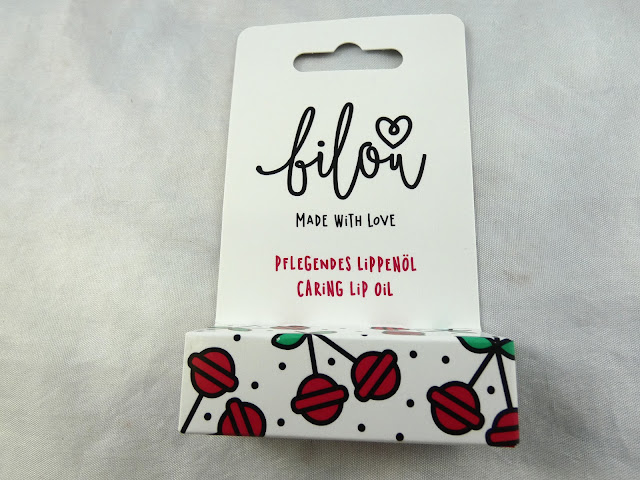 bilou
MADE WITH LOVE
PFLEGENDES LIPPENÖL
CARING LIP OIL